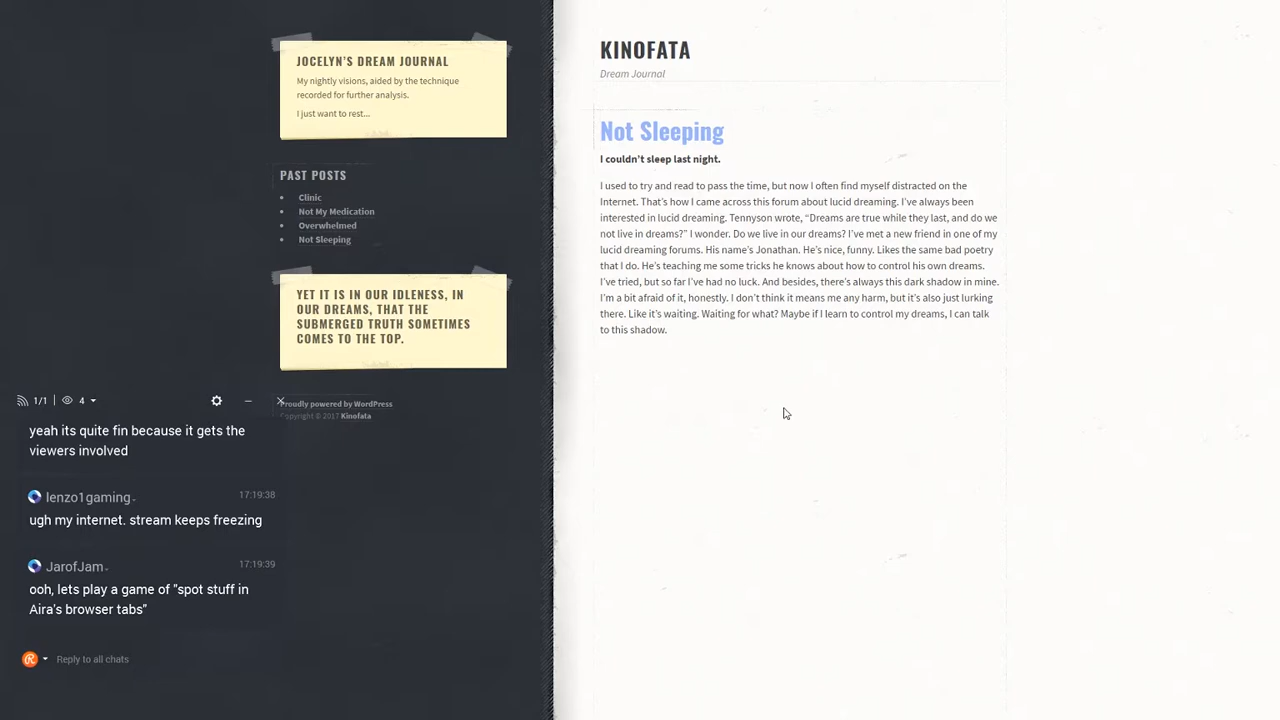 JOCELYN'S DREAM JOURNAL
My nightly visions, aided by the technique
recorded for further analysis.
I just want to rest...
PAST POSTS
Clinic
Not My Medication
Overwhelmed
Not Sleeping
YET IT IS IN OUR IDLENESS, IN
OUR DREAMS, THAT THE
SUBMERGED TRUTH SOMETIMES
COMES TO THE TOP.
Proudly powered by WordPress
Copyright © 2017 Kinofata
1/1 | 4
yeah its quite fin because it gets the
viewers involved
lenzo1gaming 17:19:38
ugh my internet. stream keeps freezing
JarofJam 17:19:39
ooh, lets play a game of "spot stuff in
Aira's browser tabs"
Reply to all chats
KINOFATA
Dream Journal
Not Sleeping
I couldn't sleep last night.
I used to try and read to pass the time, but now I often find myself distracted on the
Internet. That's how I came across this forum about lucid dreaming. I've always been
interested in lucid dreaming. Tennyson wrote, “Dreams are true while they last, and do we
not live in dreams?” I wonder. Do we live in our dreams? I've met a new friend in one of my
lucid dreaming forums. His name's Jonathan. He's nice, funny. Likes the same bad poetry
that I do. He's teaching me some tricks he knows about how to control his own dreams.
I've tried, but so far I've had no luck. And besides, there's always this dark shadow in mine.
I'm a bit afraid of it, honestly. I don't think it means me any harm, but it's also just lurking
there. Like it's waiting. Waiting for what? Maybe if I learn to control my dreams, I can talk
to this shadow.